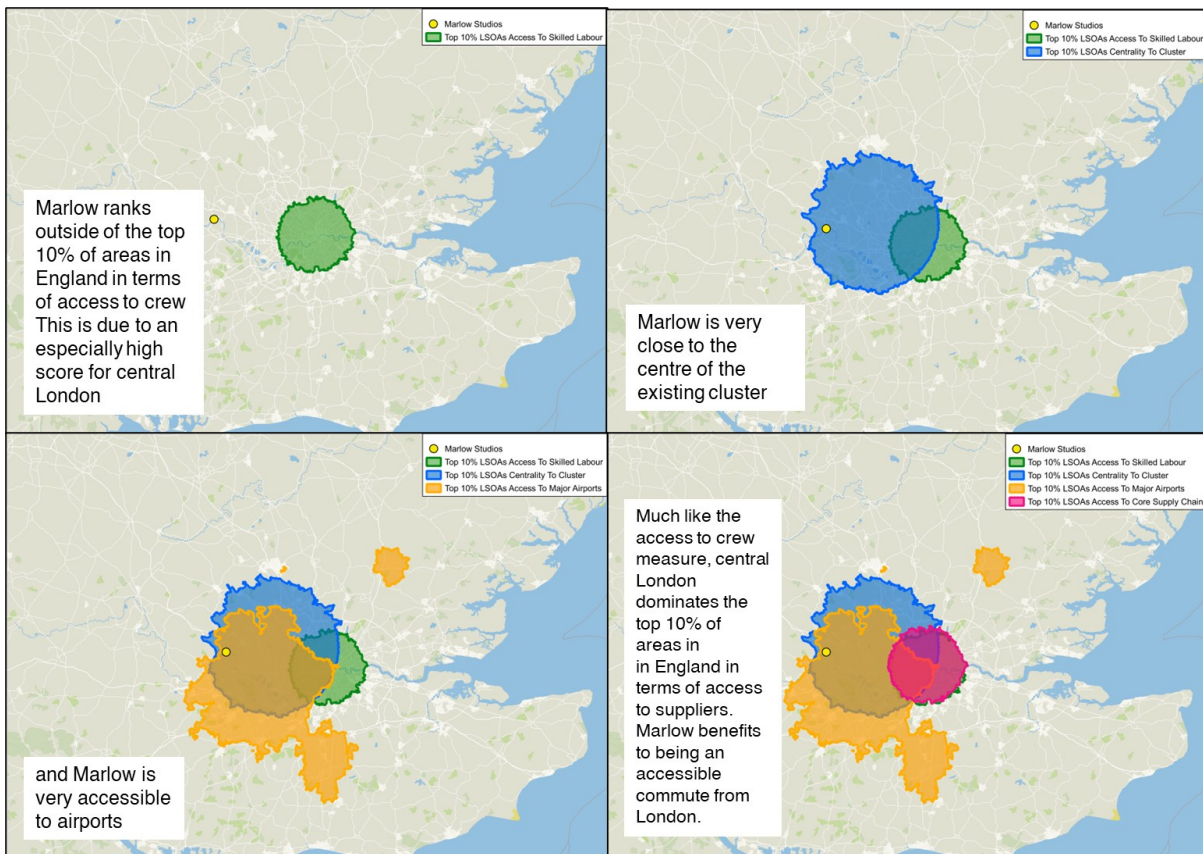 Marlow Studios
Top 10% LSOAs Access To Skilled Labour
Marlow ranks
outside of the top
10% of areas in
England in terms
of access to crew
This is due to an
especially high
score for central
London
Marlow Studios
Top 10% LSOAs Access To Skilled Labour
Top 10% LSOAs Centrality To Cluster
Marlow is very
close to the
centre of the
existing cluster
Marlow Studios
Top 10% LSOAs Access To Skilled Labour
Top 10% LSOAs Centrality To Cluster
Top 10% LSOAs Access To Major Airports
and Marlow is
very accessible
to airports
Marlow Studios
Top 10% LSOAs Access To Skilled Labour
Top 10% LSOAs Centrality To Cluster
Top 10% LSOAs Access To Major Airports
Top 10% LSOAs Access To Core Supply Chain
Much like the
access to crew
measure, central
London
dominates the
top 10% of
areas in
in England in
terms of access
to suppliers.
Marlow benefits
to being an
accessible
commute from
London.